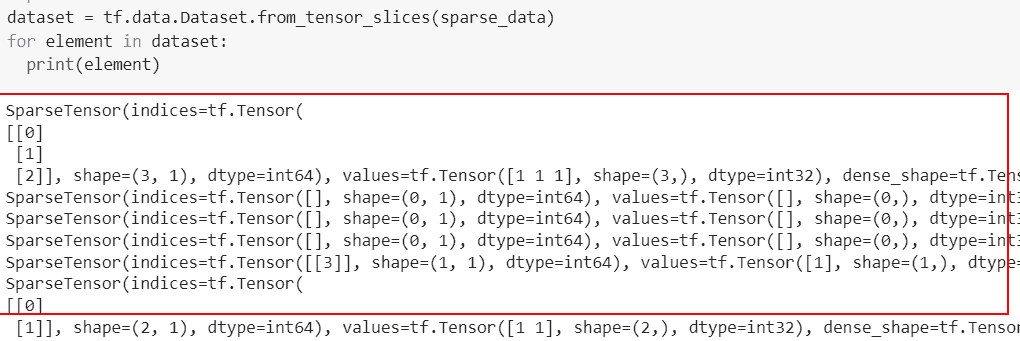 dataset = tf.data.Dataset.from_tensor_slices(sparse_data)
for element in dataset:
  print(element)
SparseTensor(indices=tf.Tensor(
[[0]
 [1]
 [2]], shape=(3, 1), dtype=int64), values=tf.Tensor([1 1 1], shape=(3,), dtype=int32), dense_shape=tf.Tens
SparseTensor(indices=tf.Tensor([], shape=(0, 1), dtype=int64), values=tf.Tensor([], shape=(0,), dtype=int3
SparseTensor(indices=tf.Tensor([], shape=(0, 1), dtype=int64), values=tf.Tensor([], shape=(0,), dtype=int3
SparseTensor(indices=tf.Tensor([], shape=(0, 1), dtype=int64), values=tf.Tensor([], shape=(0,), dtype=int3
SparseTensor(indices=tf.Tensor([[3]], shape=(1, 1), dtype=int64), values=tf.Tensor([1], shape=(1,), dtype=
SparseTensor(indices=tf.Tensor(
[[0]
 [1]], shape=(2, 1), dtype=int64), values=tf.Tensor([1 1], shape=(2,), dtype=int32), dense_shape=tf.Tensor